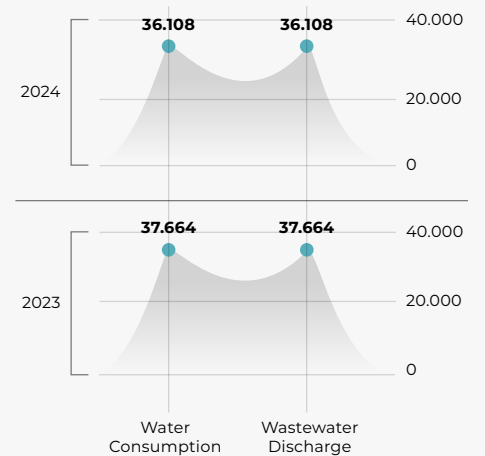 40.000
36.108 36.108
2024
20.000
0
37.664 37.664
40.000
2023
20.000
0
Water
Consumption
Wastewater
Discharge